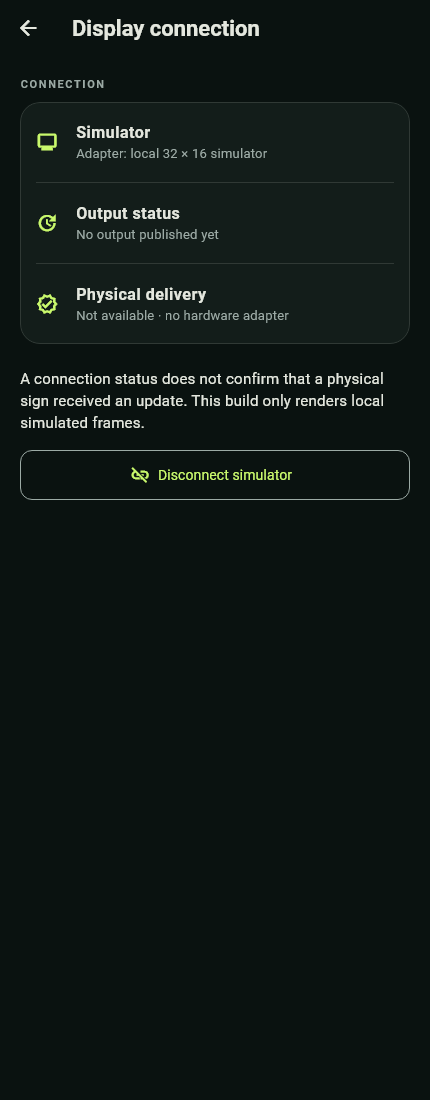 Display connection
CONNECTION
Simulator
Adapter: local 32 × 16 simulator
Output status
No output published yet
Physical delivery
Not available · no hardware adapter
A connection status does not confirm that a physical
sign received an update. This build only renders local
simulated frames.
Disconnect simulator